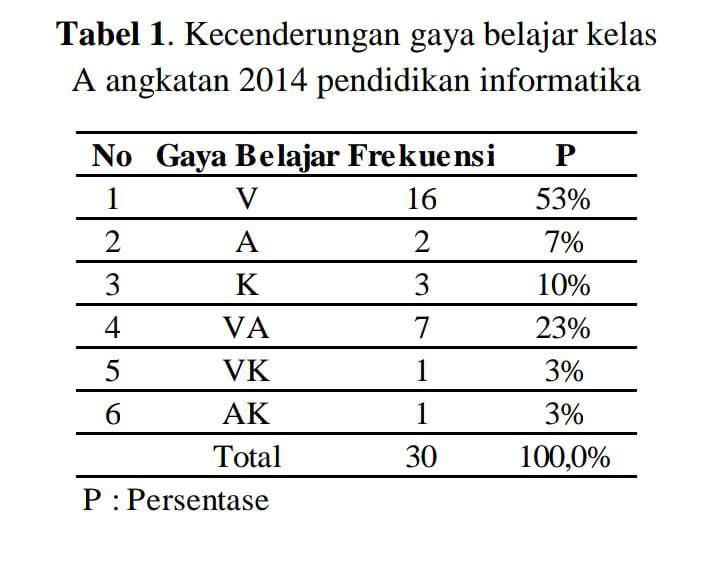 Tabel 1. Kecenderungan gaya belajar kelas
A angkatan 2014 pendidikan informatika
No Gaya Belajar Frekuensi P
1 V 16 53%
2 A 2 7%
3 K 3 10%
4 VA 7 23%
5 VK 1 3%
6 AK 1 3%
Total 30 100,0%
P : Persentase